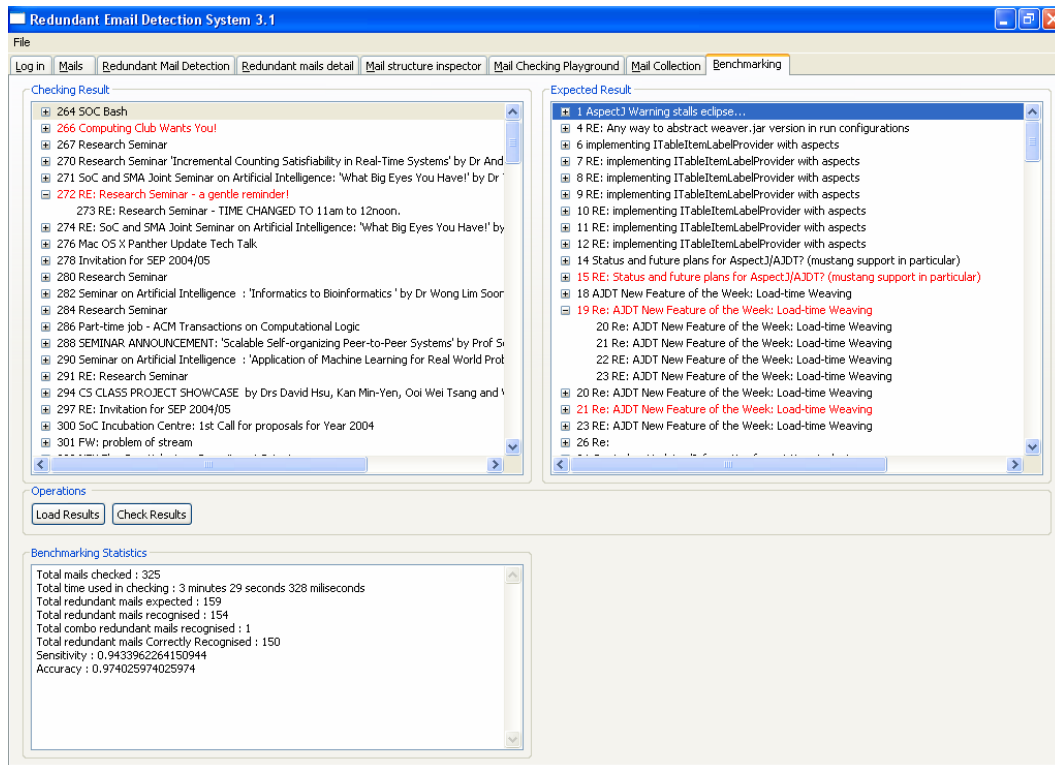 Redundant Email Detection System 3.1
File
Log in Mails Redundant Mail Detection Redundant mails detail Mail structure inspector Mail Checking Playground Mail Collection Benchmarking
Checking Result
264 SOC Bash
266 Computing Club Wants You!
267 Research Seminar
270 Research Seminar 'Incremental Counting Satisfiability in Real-Time Systems' by Dr And
271 SoC and SMA Joint Seminar on Artificial Intelligence: 'What Big Eyes You Have!' by Dr
272 RE: Research Seminar - a gentle reminder!
273 RE: Research Seminar - TIME CHANGED TO 11am to 12noon.
274 RE: SoC and SMA Joint Seminar on Artificial Intelligence: 'What Big Eyes You Have!' by
276 Mac OS X Panther Update Tech Talk
278 Invitation for SEP 2004/05
280 Research Seminar
282 Seminar on Artificial Intelligence : 'Informatics to Bioinformatics ' by Dr Wong Lim Soon
284 Research Seminar
286 Part-time job - ACM Transactions on Computational Logic
288 SEMINAR ANNOUNCEMENT: 'Scalable Self-organizing Peer-to-Peer Systems' by Prof
290 Seminar on Artificial Intelligence : 'Application of Machine Learning for Real World
291 RE: Research Seminar
294 CS CLASS PROJECT SHOWCASE by Drs David Hsu, Kan Min-Yen, Ooi Wei Tsang and
297 RE: Invitation for SEP 2004/05
300 SoC Incubation Centre: 1st Call for proposals for Year 2004
301 FW: problem of stream
Expected Result
1 AspectJ Warning stalls eclipse...
4 RE: Any way to abstract weaver.jar version in run configurations
6 implementing ITableItemLabelProvider with aspects
7 RE: implementing ITableItemLabelProvider with aspects
8 RE: implementing ITableItemLabelProvider with aspects
9 RE: implementing ITableItemLabelProvider with aspects
10 RE: implementing ITableItemLabelProvider with aspects
11 RE: implementing ITableItemLabelProvider with aspects
12 RE: implementing ITableItemLabelProvider with aspects
14 Status and future plans for AspectJ/AJDT? (mustang support in particular)
15 RE: Status and future plans for AspectJ/AJDT? (mustang support in particular)
18 AJDT New Feature of the Week: Load-time Weaving
19 Re: AJDT New Feature of the Week: Load-time Weaving
20 Re: AJDT New Feature of the Week: Load-time Weaving
21 Re: AJDT New Feature of the Week: Load-time Weaving
22 RE: AJDT New Feature of the Week: Load-time Weaving
23 RE: AJDT New Feature of the Week: Load-time Weaving
20 Re: AJDT New Feature of the Week: Load-time Weaving
21 Re: AJDT New Feature of the Week: Load-time Weaving
23 RE: AJDT New Feature of the Week: Load-time Weaving
26 Re:
Operations
Load Results Check Results
Benchmarking Statistics
Total mails checked : 325
Total time used in checking : 3 minutes 29 seconds 328 miliseconds
Total redundant mails expected : 159
Total redundant mails recognised : 154
Total combo redundant mails recognised : 1
Total redundant mails Correctly Recognised : 150
Sensitivity : 0.9433962264150944
Accuracy : 0.974025974025974